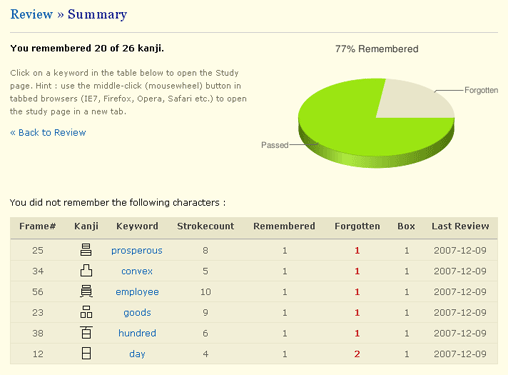 Review » Summary
You remembered 20 of 26 kanji.
77% Remembered
Click on a keyword in the table below to open the Study
page. Hint : use the middle-click (mousewheel) button in
tabbed browsers (IE7, Firefox, Opera, Safari etc.) to open
the study page in a new tab.
Forgotten
« Back to Review
Passed
You did not remember the following characters :
Frame# Kanji Keyword Strokecount Remembered Forgotten Box Last Review
25 昌 prosperous 8 1 1 1 2007-12-09
34 凸 convex 5 1 1 1 2007-12-09
56 員 employee 10 1 1 1 2007-12-09
23 品 goods 9 1 1 1 2007-12-09
38 百 hundred 6 1 1 1 2007-12-09
12 日 day 4 1 2 1 2007-12-09